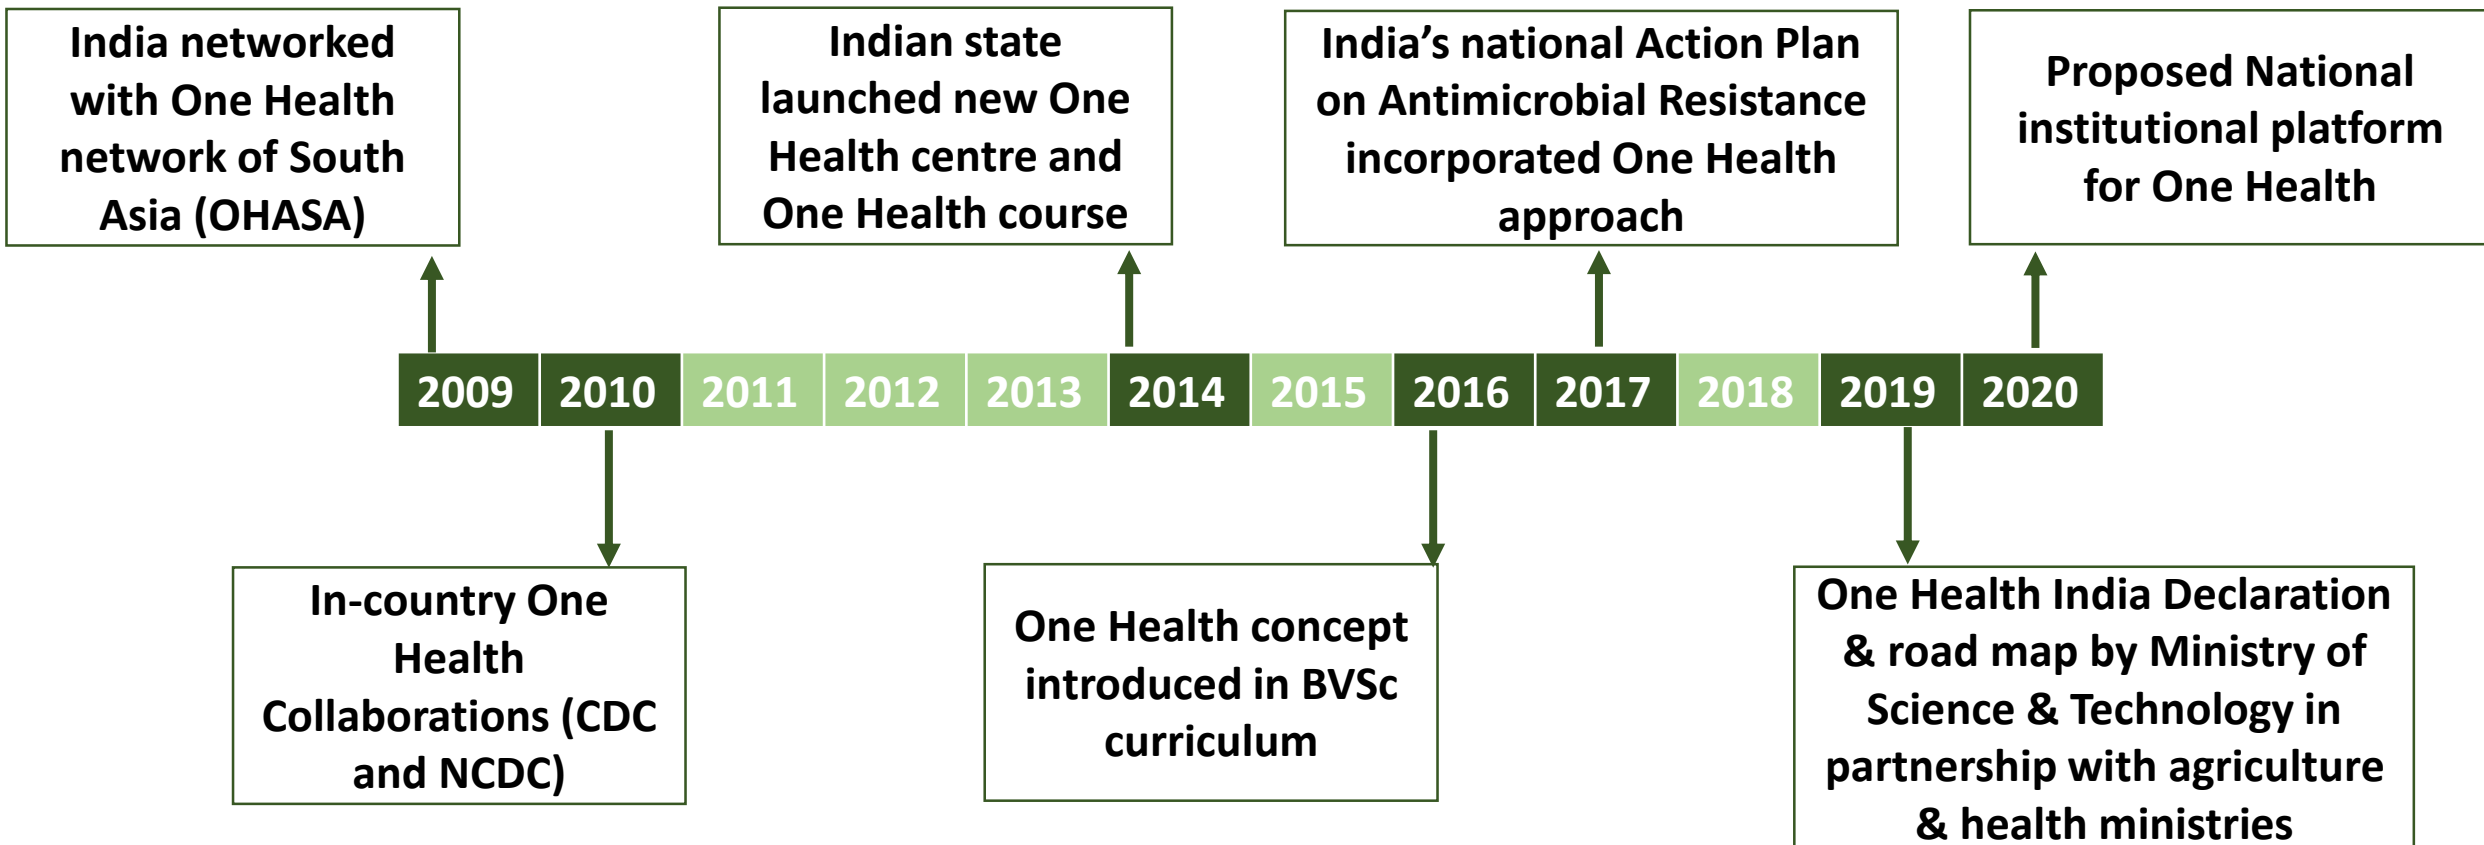 India networked
with One Health
network of South
Asia (OHASA)
Indian state
launched new One
Health centre and
One Health course
India’s national Action Plan
on Antimicrobial Resistance
incorporated One Health
approach
Proposed National
institutional platform
for One Health
2009 2010 2011 2012 2013 2014 2015 2016 2017 2018 2019 2020
In-country One
Health
Collaborations (CDC
and NCDC)
One Health concept
introduced in BVSc
curriculum
One Health India Declaration
& road map by Ministry of
Science & Technology in
partnership with agriculture
& health ministries